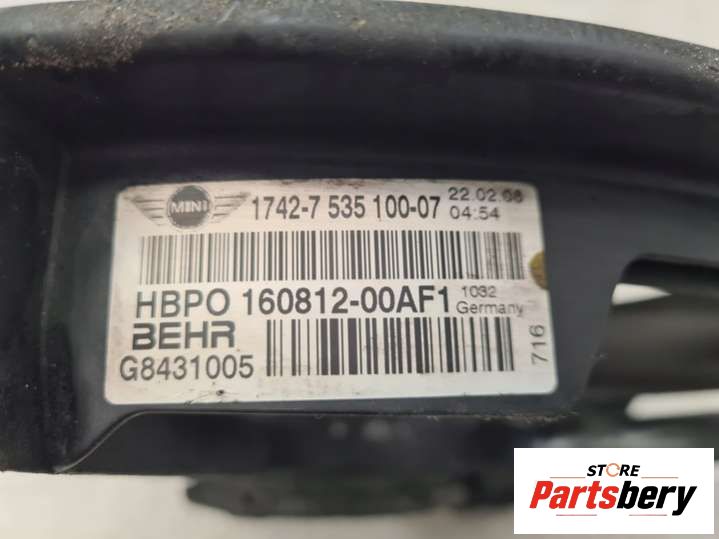 MINI 1742-7 535 100-07 22.02.08
04:54
HBPO 160812-00AF1 1032
Germany
BEHR
G8431005
716
STORE
Partsbery